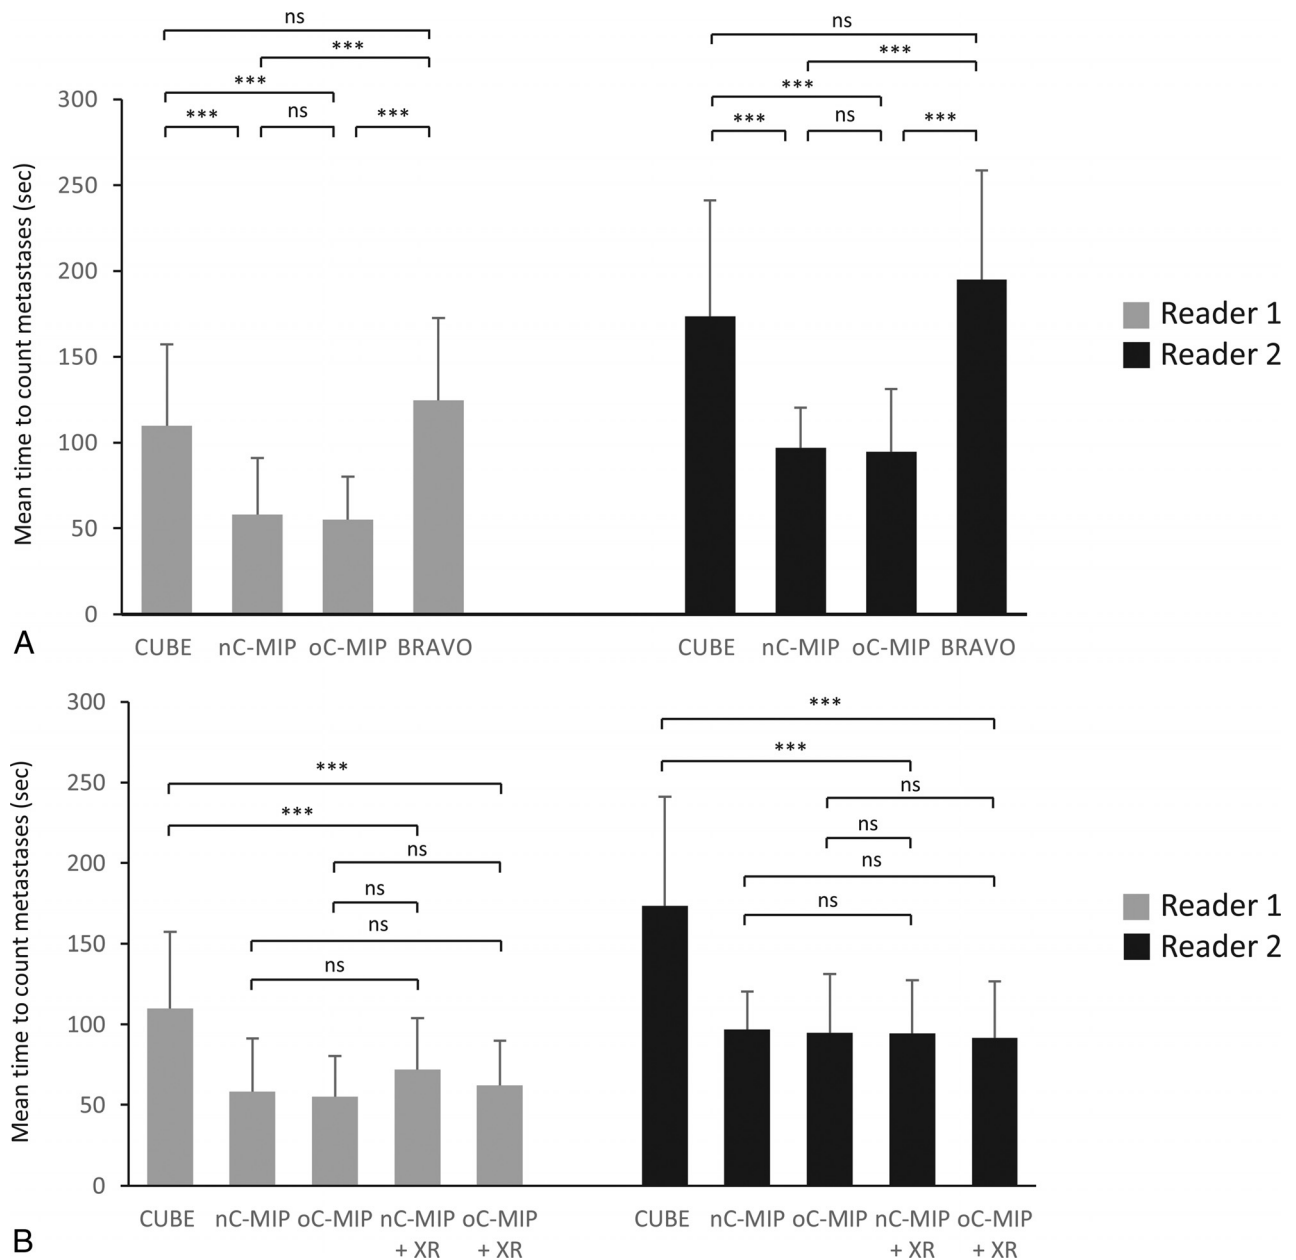 ns
***
***
*** ns ***
ns
***
***
*** ns ***
300
250
200
150
100
50
0
Mean time to count metastases (sec)
CUBE nC-MIP oC-MIP BRAVO
CUBE nC-MIP oC-MIP BRAVO
Reader 1
Reader 2
A
300
250
200
150
100
50
0
Mean time to count metastases (sec)
***
***
ns
ns
ns
ns
***
***
ns
ns
ns
ns
CUBE nC-MIP oC-MIP nC-MIP oC-MIP
+ XR + XR
CUBE nC-MIP oC-MIP nC-MIP oC-MIP
+ XR + XR
Reader 1
Reader 2
B